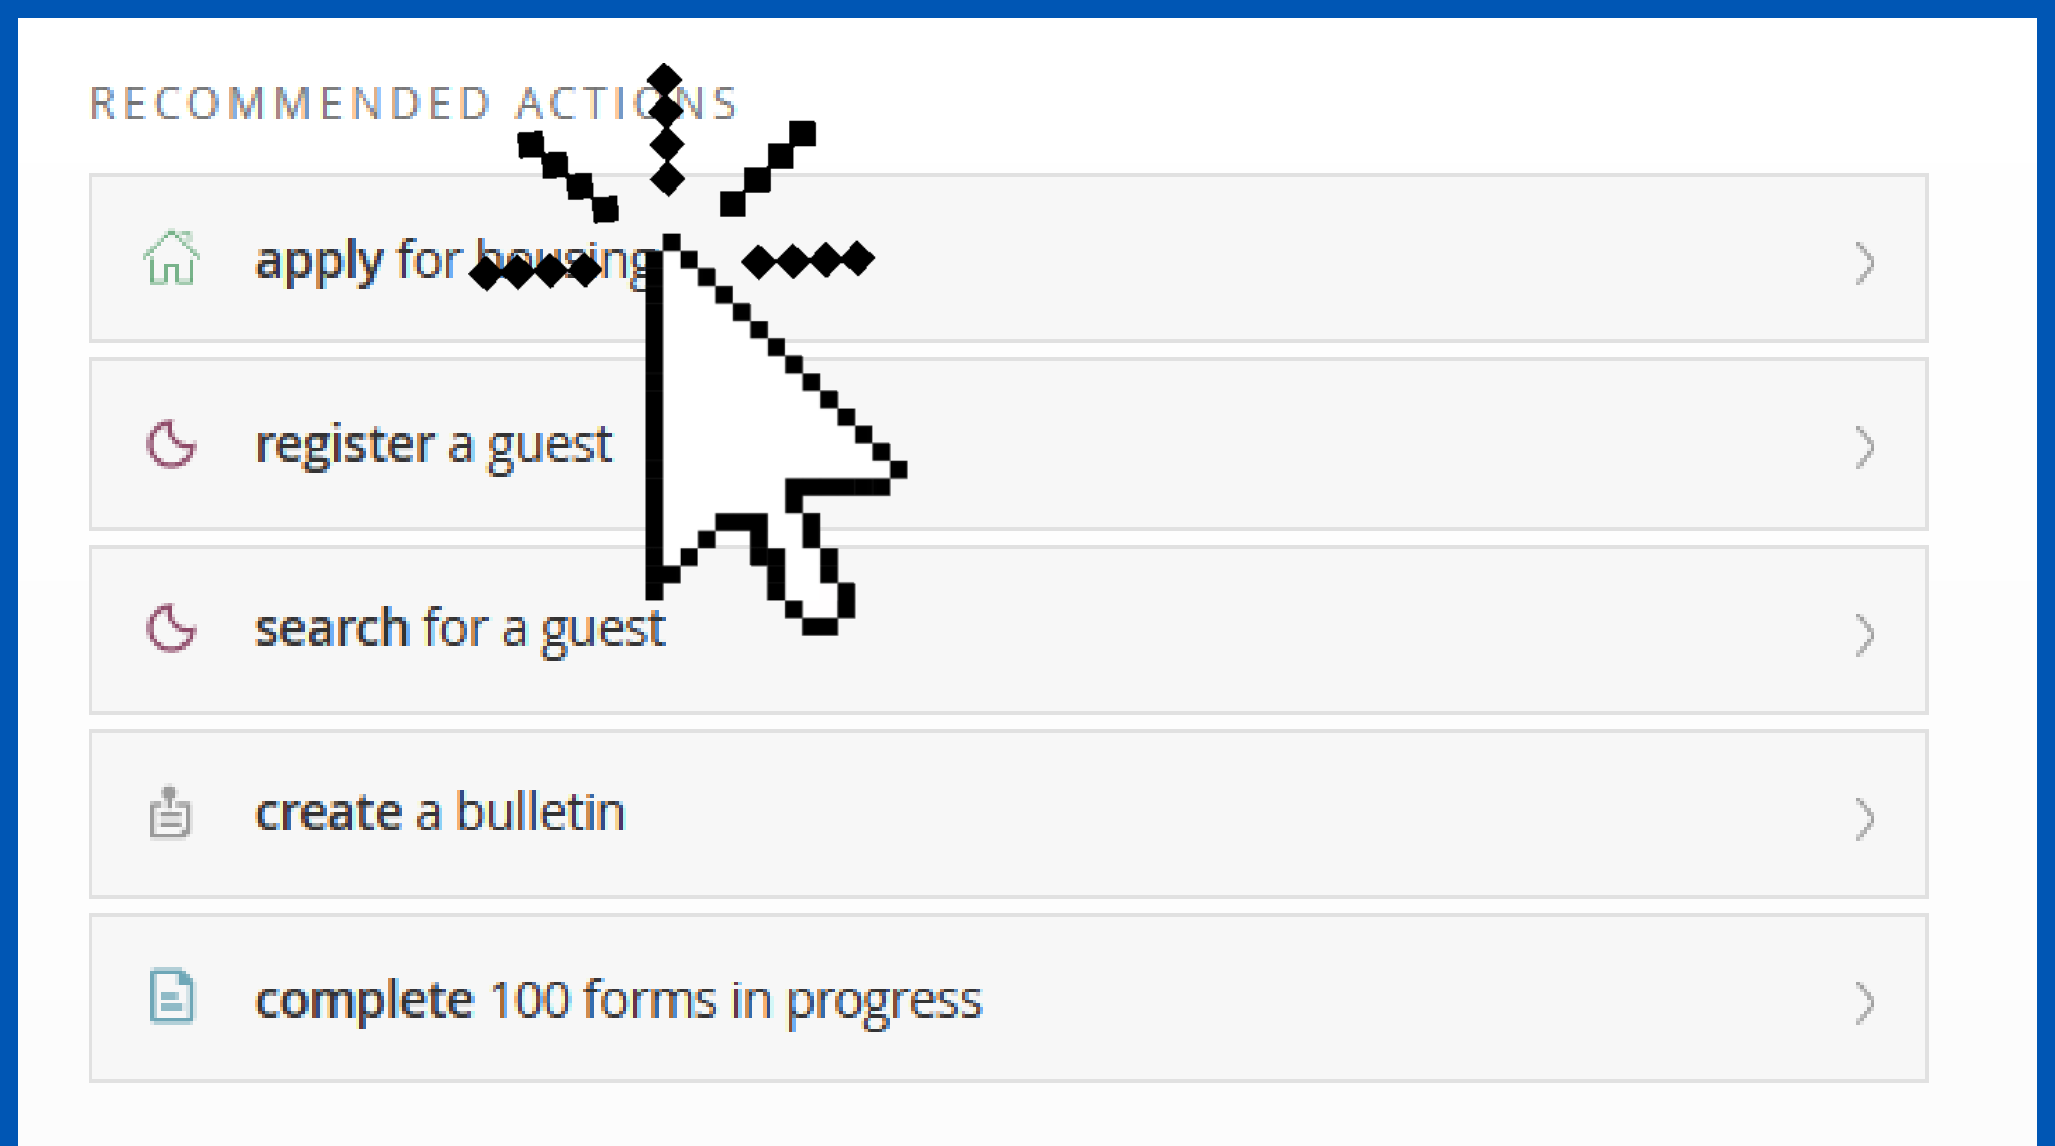 RECOMMENDED ACTIONS
apply for housing
register a guest
search for a guest
create a bulletin
complete 100 forms in progress